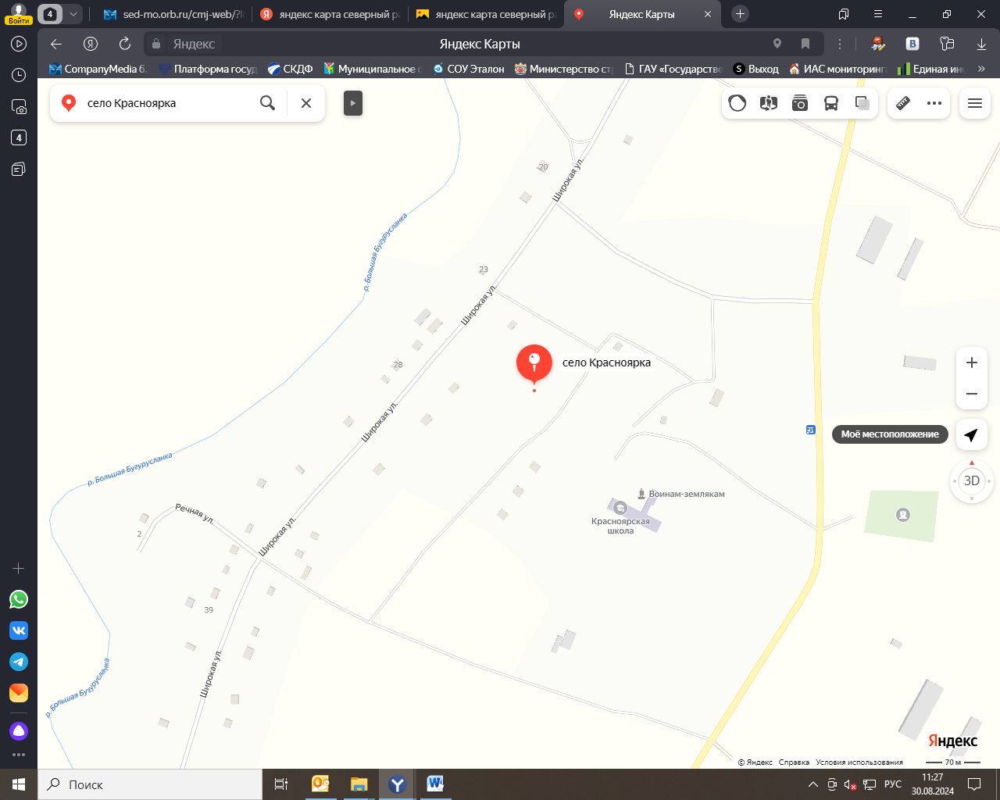 Войти
4
sed-mo.orb.ru/cmj-web/?l
яндекс карта северный ра
яндекс карта северный р
Яндекс Карты
Яндекс
Яндекс Карты
CompanyMedia б
Платформа госуд
СКДФ
Муниципальное о
СОУ Эталон
Министерство ст
ГАУ «Государстве
Выход
ИАС мониторинг
Единая ин
село Красноярка
4
20
Широкая ул.
р. Большая Бугурусланка
23
Широкая ул.
28
село Красноярка
Широкая ул.
Моё местоположение
р. Большая Бугурусланка
3D
Воинам-землякам
Речная ул.
Красноярская
школа
2
Широкая ул.
39
Широкая ул.
р. Большая Бугурусланка
Яндекс
© Яндекс Справка Условия использования
70 м
Поиск
РУС
11:27
30.08.2024